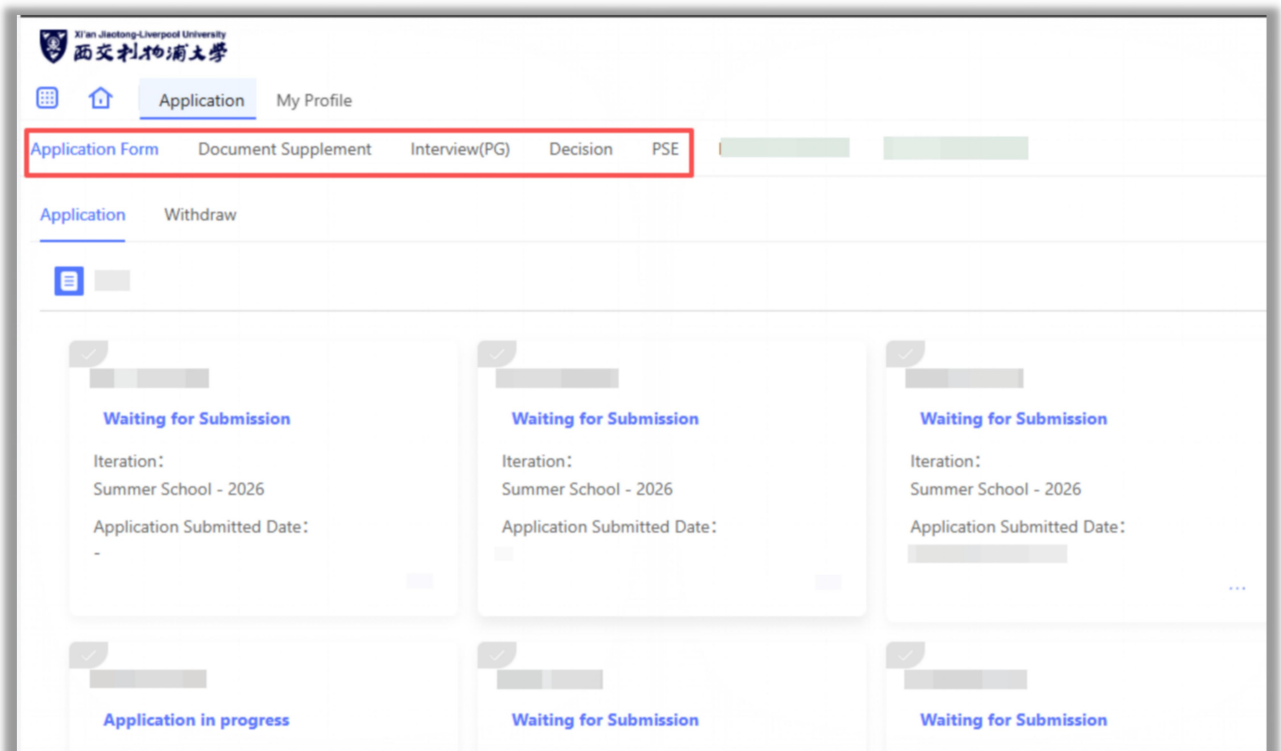 Xi'an Jiaotong-Liverpool University
西交利物浦大学
Application My Profile
Application Form Document Supplement Interview(PG) Decision PSE
Application Withdraw
Waiting for Submission
Iteration:
Summer School - 2026
Application Submitted Date:
-
Waiting for Submission
Iteration:
Summer School - 2026
Application Submitted Date:
Waiting for Submission
Iteration:
Summer School - 2026
Application Submitted Date:
...
Application in progress
Waiting for Submission
Waiting for Submission